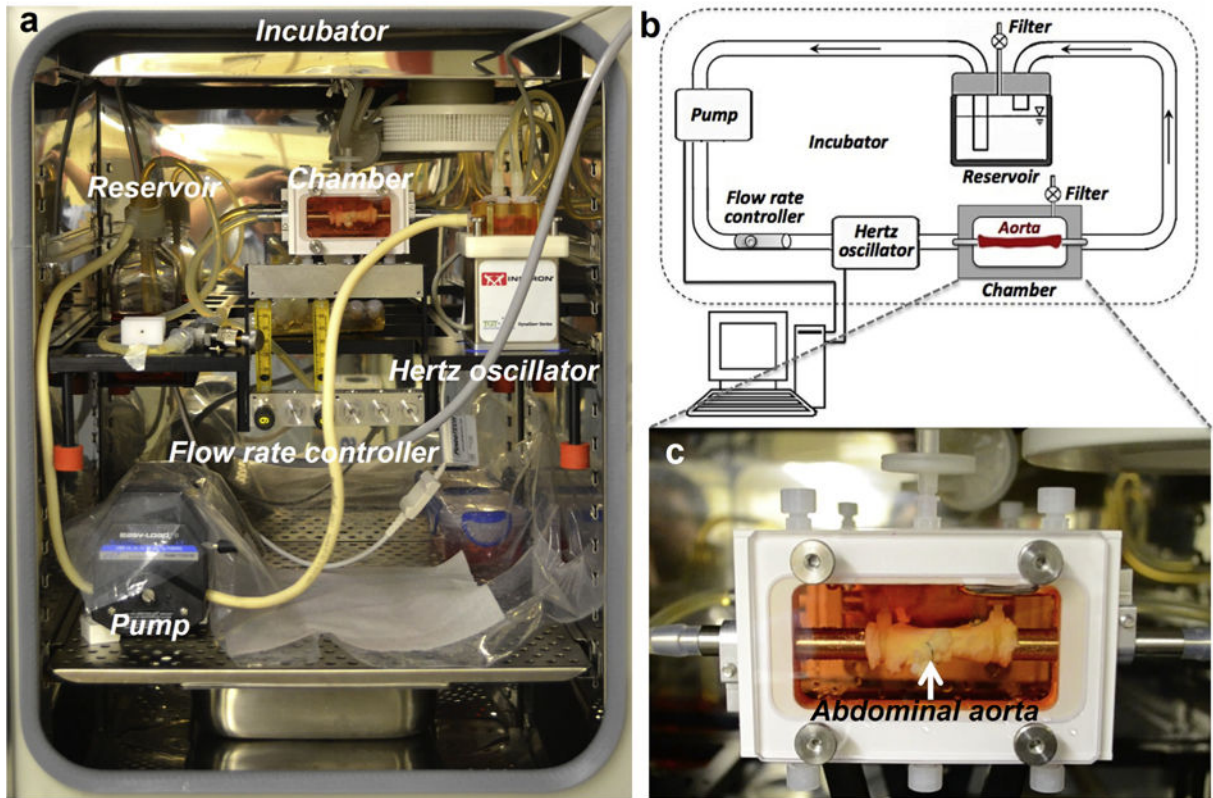 a
Incubator
Reservoir
Chamber
INSTRON®
Hertz oscillator
Flow rate controller
Pump
b
Filter
Pump
Incubator
Reservoir
Filter
Flow rate
controller
Hertz
oscillator
Aorta
Chamber
c
Abdominal aorta